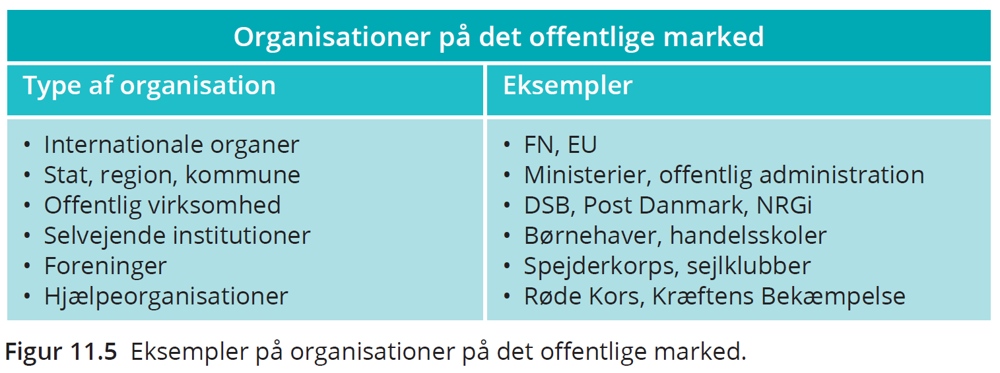 Organisationer på det offentlige marked
Type af organisation
Eksempler
• Internationale organer
• Stat, region, kommune
• Offentlig virksomhed
• Selvejende institutioner
• Foreninger
• Hjælpeorganisationer
• FN, EU
• Ministerier, offentlig administration
• DSB, Post Danmark, NRGi
• Børnehaver, handelsskoler
• Spejderkorps, sejlklubber
• Røde Kors, Kræftens Bekæmpelse
Figur 11.5 Eksempler på organisationer på det offentlige marked.